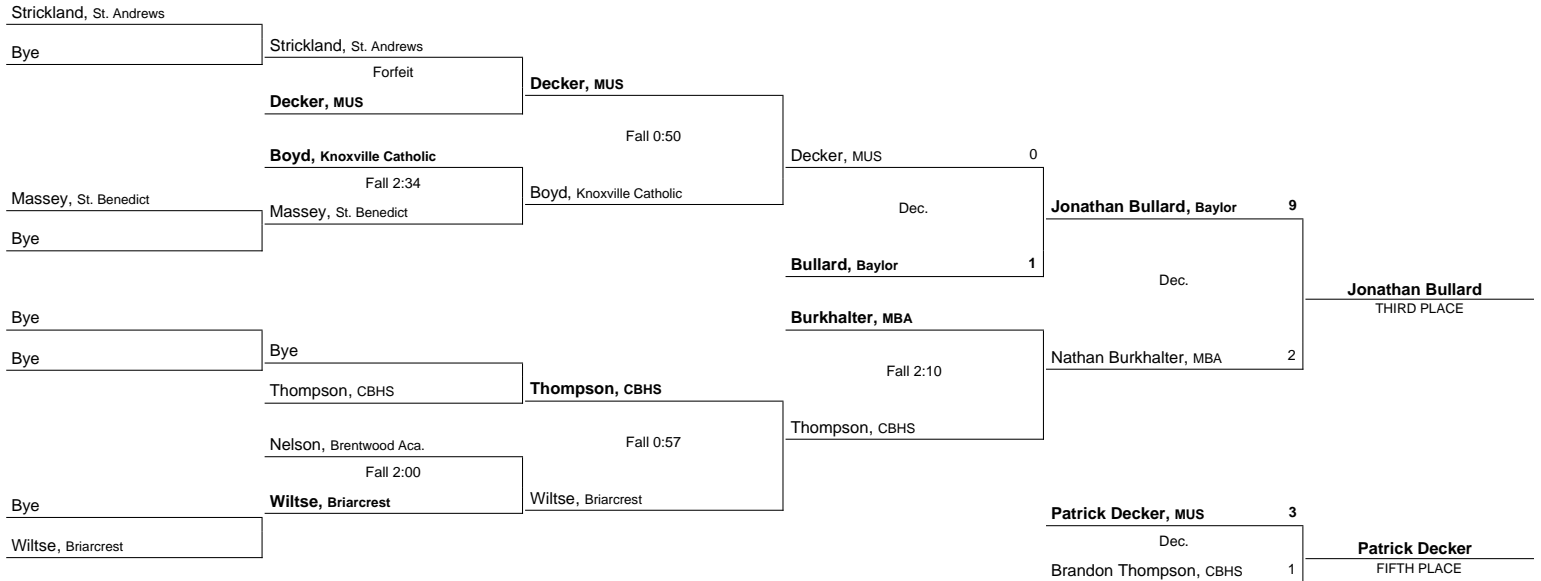 Strickland, St. Andrews
Bye
Strickland, St. Andrews
Forfeit
Decker, MUS
Decker, MUS
Fall 0:50
Boyd, Knoxville Catholic
Fall 2:34
Massey, St. Benedict
Massey, St. Benedict
Bye
Boyd, Knoxville Catholic
Decker, MUS 0
Dec.
Bullard, Baylor 1
Jonathan Bullard, Baylor 9
Dec.
Jonathan Bullard
THIRD PLACE
Bye
Bye
Bye
Thompson, CBHS
Thompson, CBHS
Fall 0:57
Burkhalter, MBA
Fall 2:10
Thompson, CBHS
Nathan Burkhalter, MBA 2
Nelson, Brentwood Aca.
Fall 2:00
Wiltse, Briarcrest
Wiltse, Briarcrest
Bye
Wiltse, Briarcrest
Patrick Decker, MUS 3
Dec.
Brandon Thompson, CBHS 1
Patrick Decker
FIFTH PLACE